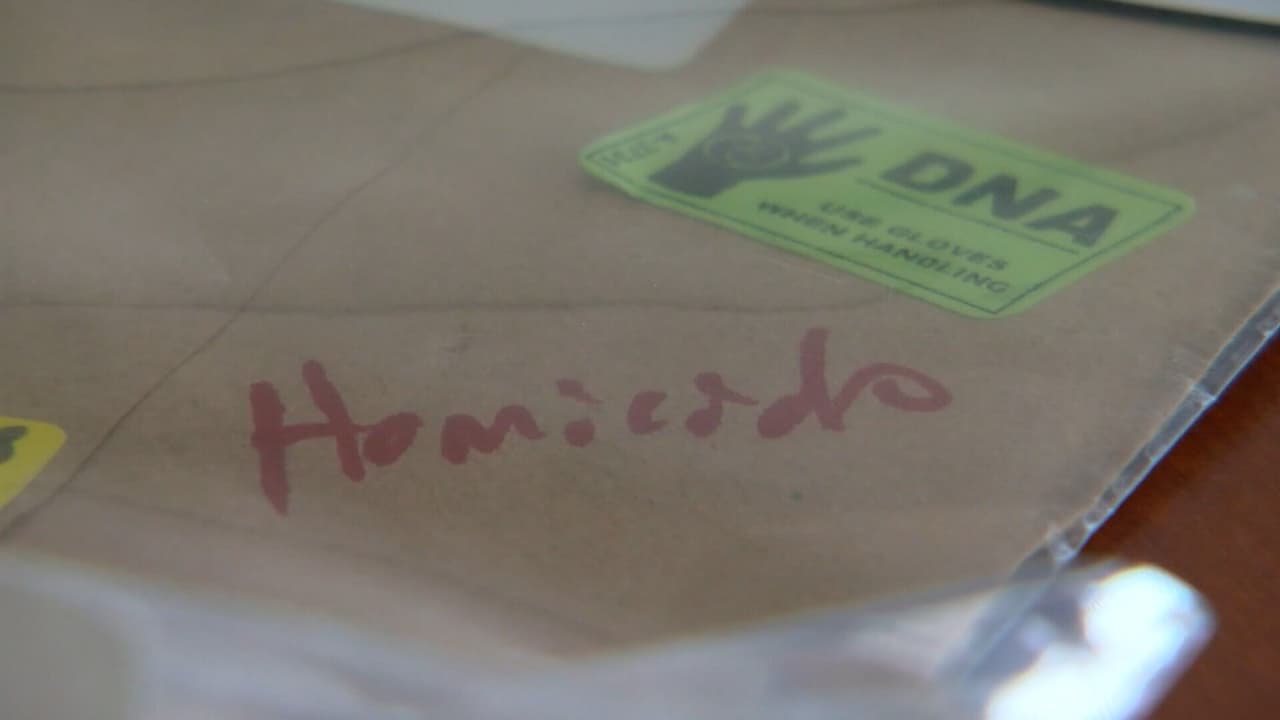 DNA
USE GLOVES
WHEN HANDLING
Homicide